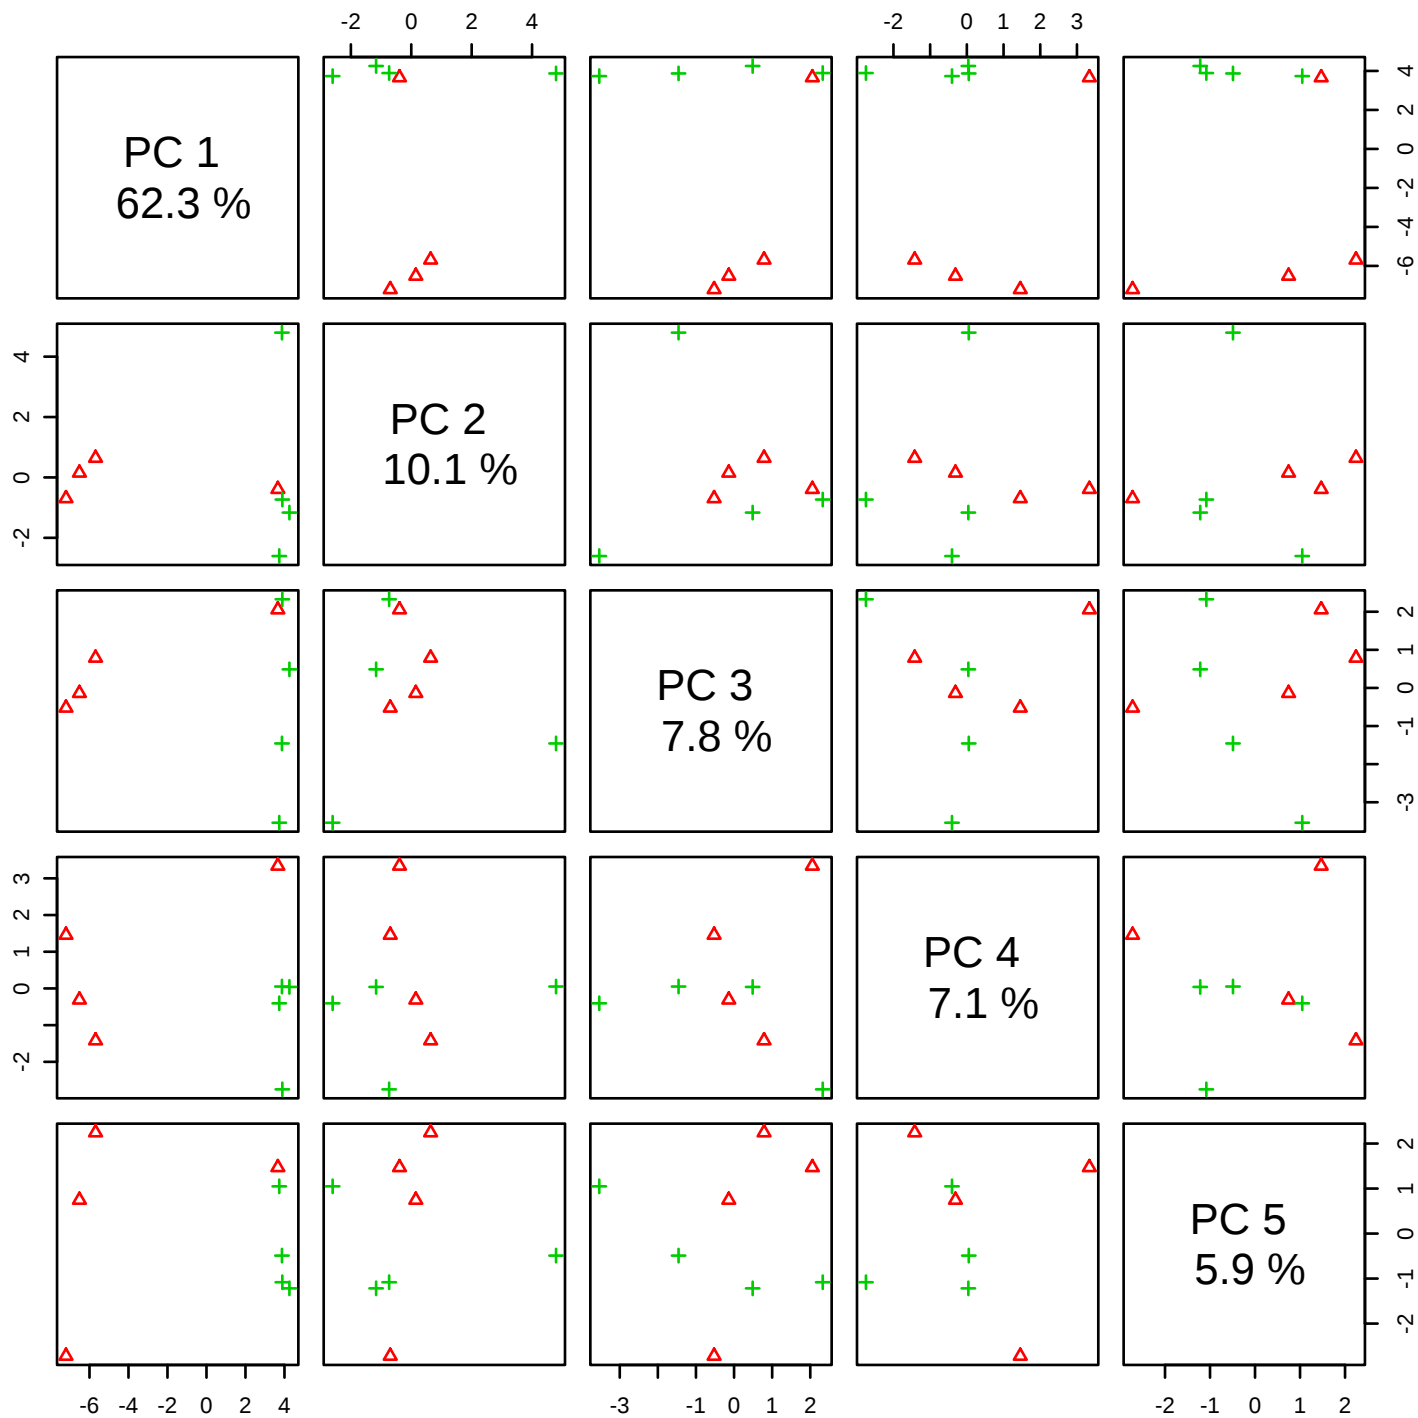 -2 0 2 4
-2 0 1 2 3
PC 1
62.3 %
-6 -4 -2 0 2 4
-2 0 2 4
PC 2
10.1 %
PC 3
7.8 %
-3 -1 0 1 2
-2 0 1 2 3
PC 4
7.1 %
PC 5
5.9 %
-2 -1 0 1 2
-6 -4 -2 0 2 4
-3 -1 0 1 2
-2 -1 0 1 2